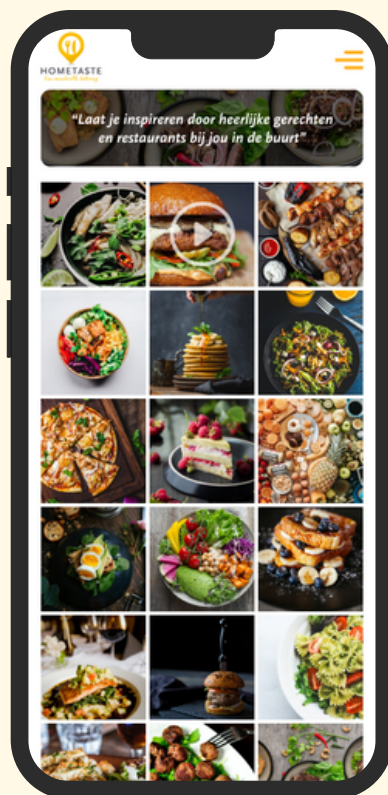 HOMETASTE
“Laat je inspireren door heerlijke gerechten
en restaurants bij jou in de buurt”